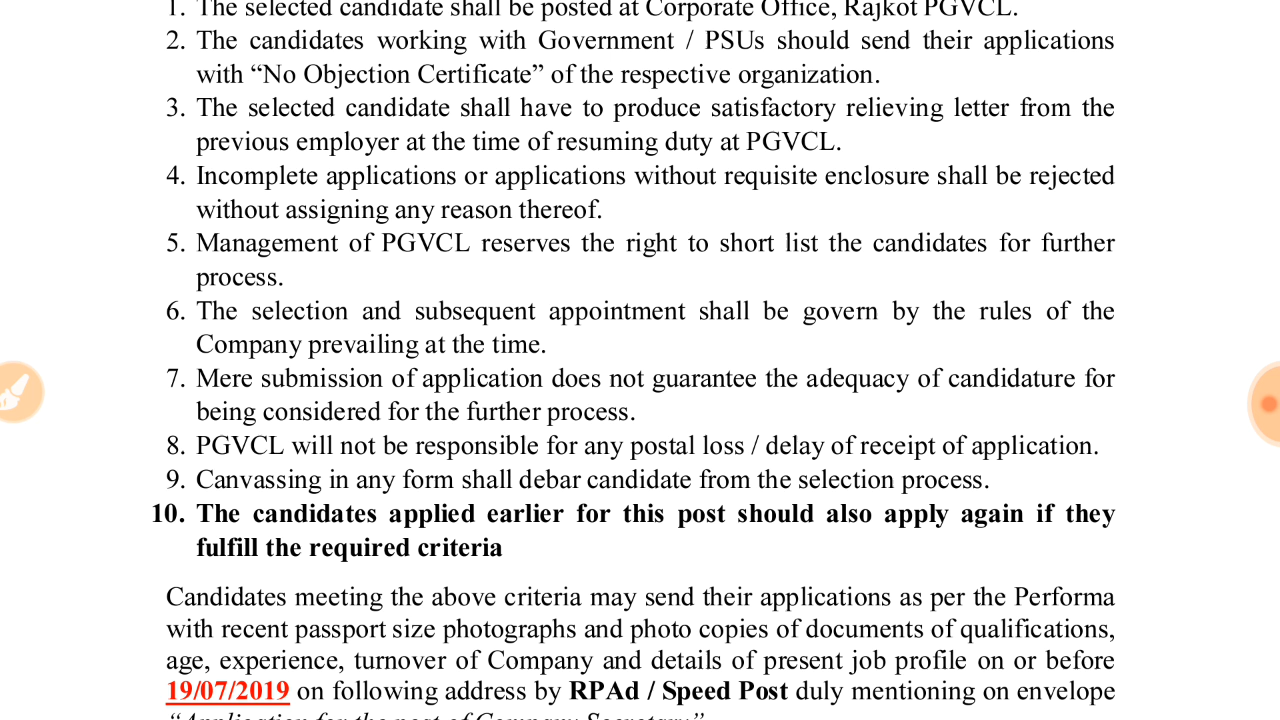 1. The selected candidate shall be posted at Corporate Office, Rajkot PGVCL.
2. The candidates working with Government / PSUs should send their applications
with “No Objection Certificate” of the respective organization.
3. The selected candidate shall have to produce satisfactory relieving letter from the
previous employer at the time of resuming duty at PGVCL.
4. Incomplete applications or applications without requisite enclosure shall be rejected
without assigning any reason thereof.
5. Management of PGVCL reserves the right to short list the candidates for further
process.
6. The selection and subsequent appointment shall be govern by the rules of the
Company prevailing at the time.
7. Mere submission of application does not guarantee the adequacy of candidature for
being considered for the further process.
8. PGVCL will not be responsible for any postal loss / delay of receipt of application.
9. Canvassing in any form shall debar candidate from the selection process.
10. The candidates applied earlier for this post should also apply again if they
fulfill the required criteria
Candidates meeting the above criteria may send their applications as per the Performa
with recent passport size photographs and photo copies of documents of qualifications,
age, experience, turnover of Company and details of present job profile on or before
19/07/2019 on following address by RPAd / Speed Post duly mentioning on envelope
“Application for the post of Company Secretary”